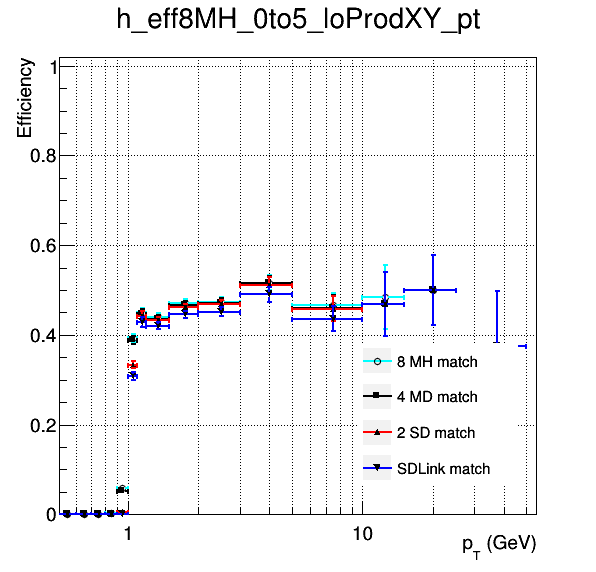 h_eff8MH_0to5_loProdXY_pt
Efficiency
1
0.8
0.6
0.4
0.2
0
8 MH match
4 MD match
2 SD match
SDLink match
1
10
p_T (GeV)